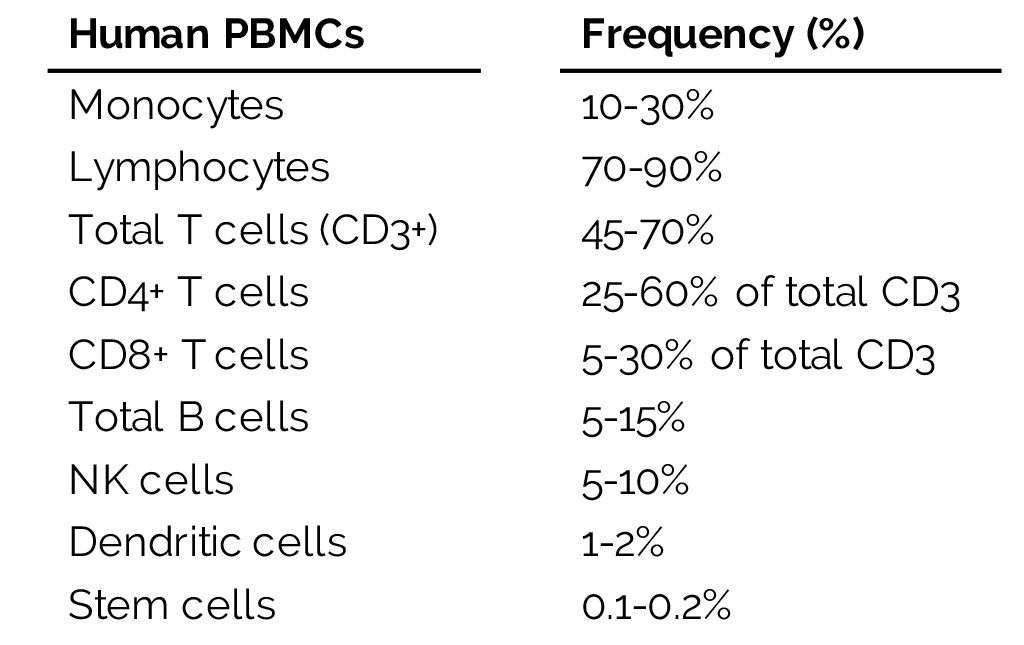 Human PBMCs Frequency (%)
Monocytes 10-30%
Lymphocytes 70-90%
Total T cells (CD3+) 45-70%
CD4+ T cells 25-60% of total CD3
CD8+ T cells 5-30% of total CD3
Total B cells 5-15%
NK cells 5-10%
Dendritic cells 1-2%
Stem cells 0.1-0.2%